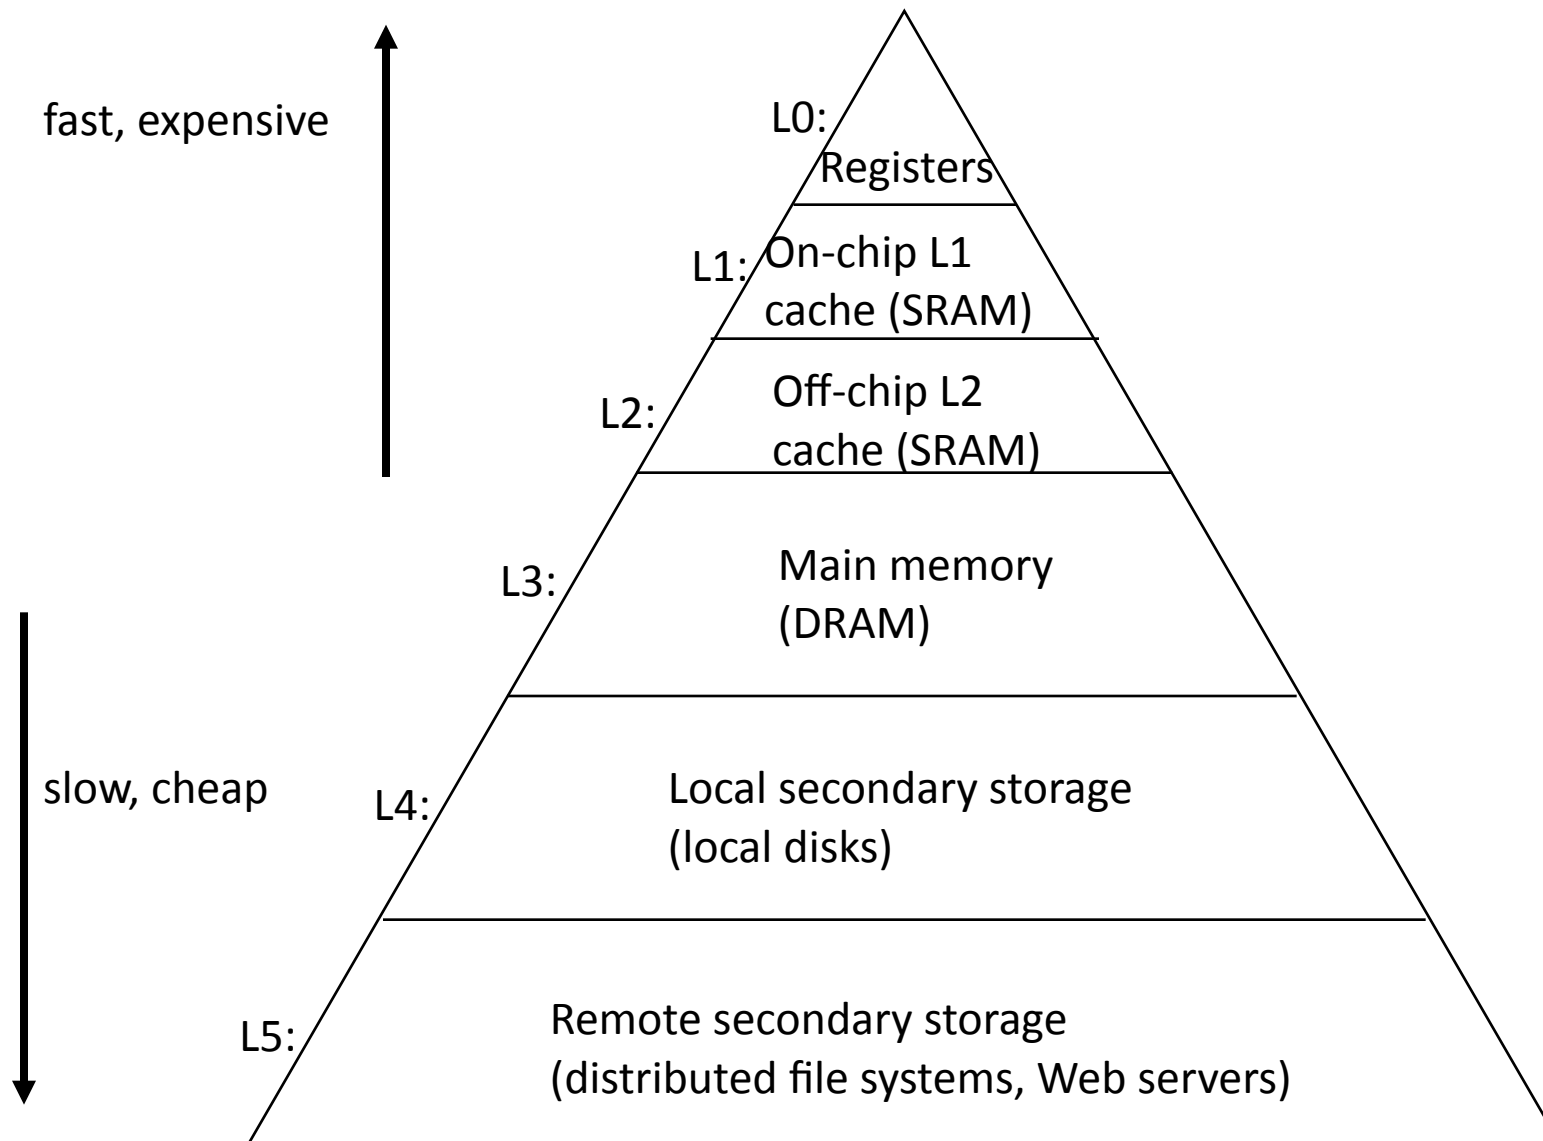 fast, expensive
L0:
Registers
L1:
On-chip L1
cache (SRAM)
L2:
Off-chip L2
cache (SRAM)
L3:
Main memory
(DRAM)
slow, cheap
L4:
Local secondary storage
(local disks)
L5:
Remote secondary storage
(distributed file systems, Web servers)